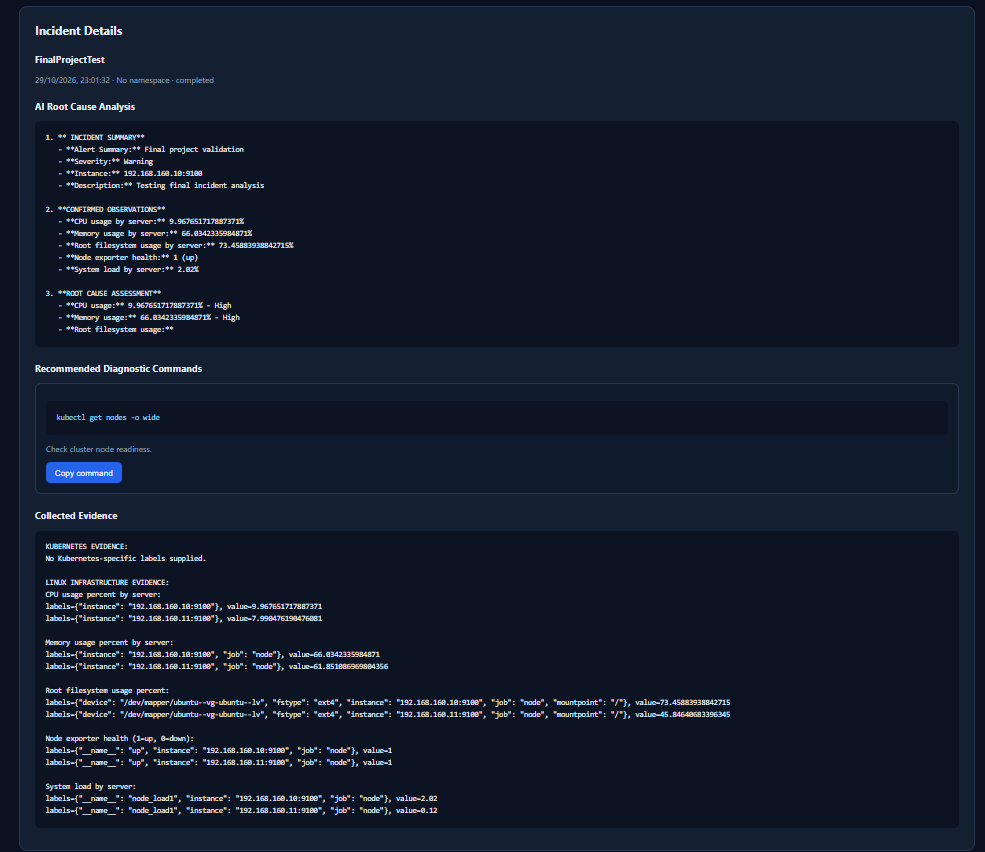 Incident Details
FinalProjectTest
29/10/2026, 23:01:32 · No namespace · completed
AI Root Cause Analysis
1. ** INCIDENT SUMMARY**
   - **Alert Summary:** Final project validation
   - **Severity:** Warning
   - **Instance:** 192.168.160.10:9100
   - **Description:** Testing final incident analysis
2. **CONFIRMED OBSERVATIONS**
   - **CPU usage by server:** 9.967651717887371%
   - **Memory usage by server:** 66.0342335984871%
   - **Root filesystem usage by server:** 73.45883938842715%
   - **Node exporter health:** 1 (up)
   - **System load by server:** 2.02%
3. **ROOT CAUSE ASSESSMENT**
   - **CPU usage:** 9.967651717887371% - High
   - **Memory usage:** 66.0342335984871% - High
   - **Root filesystem usage:**
Recommended Diagnostic Commands
kubectl get nodes -o wide
Check cluster node readiness.
Copy command
Collected Evidence
KUBERNETES EVIDENCE:
No Kubernetes-specific labels supplied.
LINUX INFRASTRUCTURE EVIDENCE:
CPU usage percent by server:
labels={"instance": "192.168.160.10:9100"}, value=9.967651717887371
labels={"instance": "192.168.160.11:9100"}, value=7.990476190476081
Memory usage percent by server:
labels={"instance": "192.168.160.10:9100", "job": "node"}, value=66.0342335984871
labels={"instance": "192.168.160.11:9100", "job": "node"}, value=61.851086969804356
Root filesystem usage percent:
labels={"device": "/dev/mapper/ubuntu--vg-ubuntu--lv", "fstype": "ext4", "instance": "192.168.160.10:9100", "job": "node", "mountpoint": "/"}, value=73.45883938842715
labels={"device": "/dev/mapper/ubuntu--vg-ubuntu--lv", "fstype": "ext4", "instance": "192.168.160.11:9100", "job": "node", "mountpoint": "/"}, value=45.84640683396345
Node exporter health (1=up, 0=down):
labels={"__name__": "up", "instance": "192.168.160.10:9100", "job": "node"}, value=1
labels={"__name__": "up", "instance": "192.168.160.11:9100", "job": "node"}, value=1
System load by server:
labels={"__name__": "node_load1", "instance": "192.168.160.10:9100", "job": "node"}, value=2.02
labels={"__name__": "node_load1", "instance": "192.168.160.11:9100", "job": "node"}, value=0.12